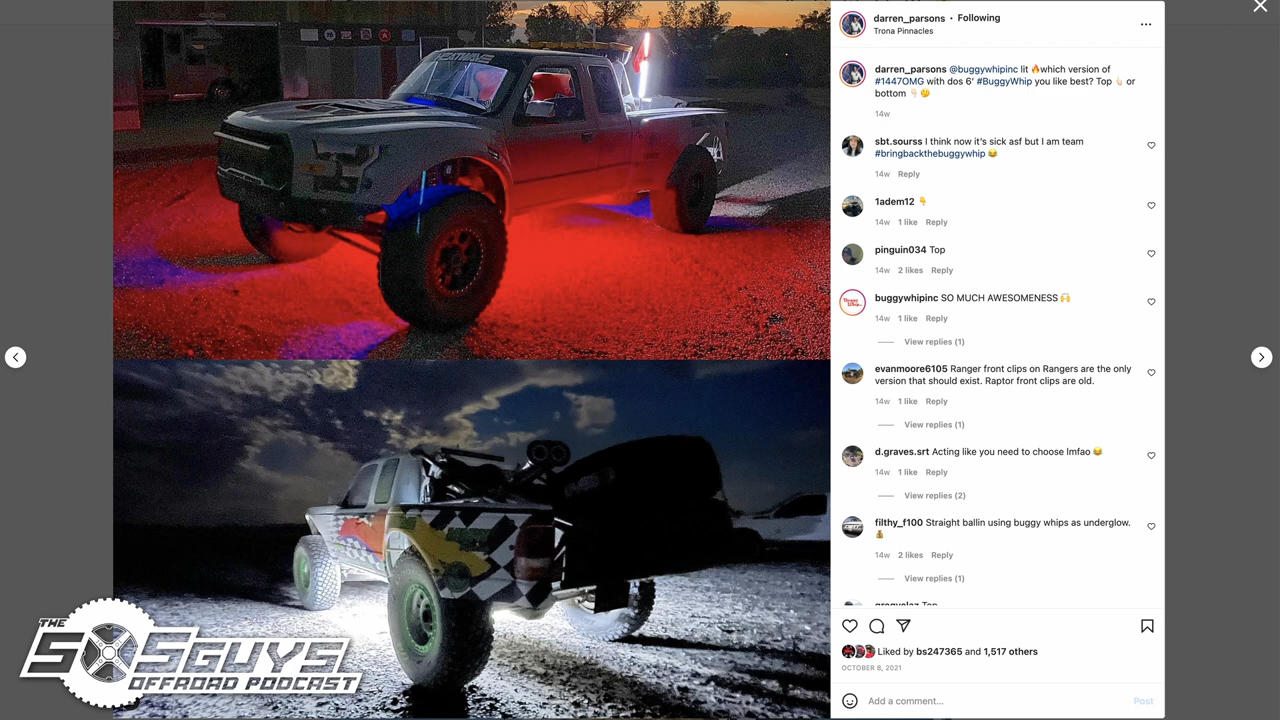 HEATWAVE
darren_parsons • Following
Trona Pinnacles
darren_parsons @buggywhipinc lit 🔥which version of
#1447OMG with dos 6' #BuggyWhip you like best? Top 👆🏻 or
bottom 👇🏻🤔
14w
sbt.sourss I think now it's sick asf but I am team
#bringbackthebuggywhip 😂
14w Reply
1adem12 👇
14w 1 like Reply
pinguin034 Top
14w 2 likes Reply
buggywhipinc SO MUCH AWESOMENESS 🙌
14w 1 like Reply
View replies (1)
evanmoore6105 Ranger front clips on Rangers are the only
version that should exist. Raptor front clips are old.
14w 1 like Reply
View replies (1)
d.graves.srt Acting like you need to choose lmfao 😂
14w 1 like Reply
View replies (2)
filthy_f100 Straight ballin using buggy whips as underglow.
💰
14w 2 likes Reply
View replies (1)
Liked by bs247365 and 1,517 others
OCTOBER 8, 2021
Add a comment...
Post
THE
SXSGUYS
OFFROAD PODCAST